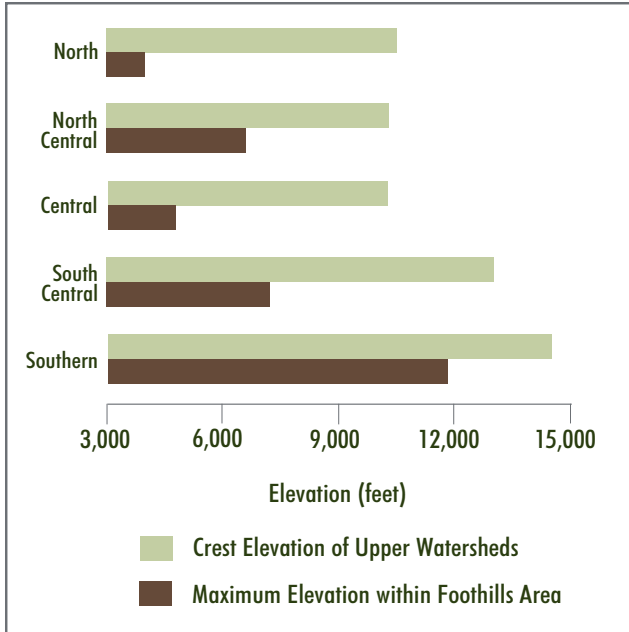 North
North
Central
Central
South
Central
Southern
3,000 6,000 9,000 12,000 15,000
Elevation (feet)
Crest Elevation of Upper Watersheds
Maximum Elevation within Foothills Area